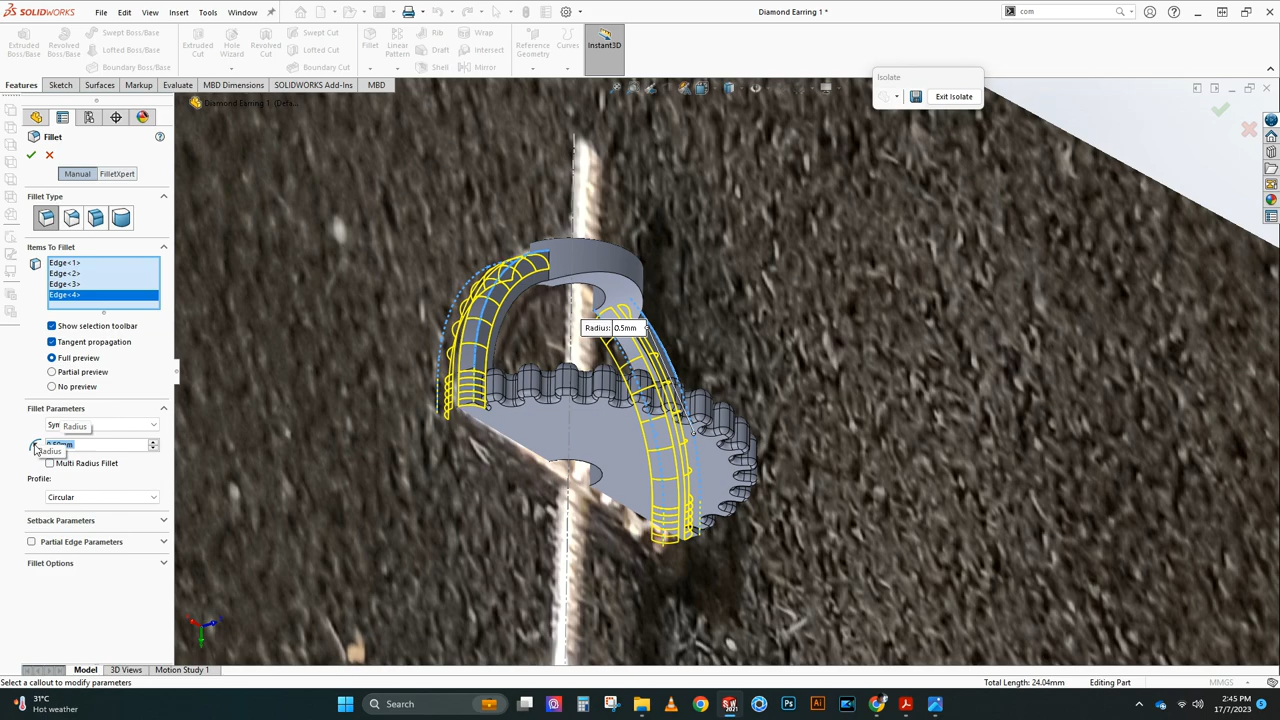 SOLIDWORKS
File Edit View Insert Tools Window
Diamond Earring 1 *
com
Extruded Boss/Base
Revolved Boss/Base
Swept Boss/Base
Lofted Boss/Base
Boundary Boss/Base
Extruded Cut
Hole Wizard
Revolved Cut
Swept Cut
Lofted Cut
Boundary Cut
Fillet
Linear Pattern
Rib
Draft
Shell
Wrap
Intersect
Mirror
Reference Geometry
Curves
Instant3D
Features Sketch Surfaces Markup Evaluate MBD Dimensions SOLIDWORKS Add-Ins MBD
Isolate
Exit Isolate
Diamond Earring 1 (Defa...
Fillet
Manual FilletXpert
Fillet Type
Items To Fillet
Edge<1>
Edge<2>
Edge<3>
Edge<4>
Show selection toolbar
Tangent propagation
Full preview
Partial preview
No preview
Radius: 0.5mm
Fillet Parameters
Radius
Radius
Multi Radius Fillet
Profile:
Circular
Setback Parameters
Partial Edge Parameters
Fillet Options
Model 3D Views Motion Study 1
Select a callout to modify parameters
Total Length: 24.04mm Editing Part
MMGS
31°C
Hot weather
Search
2:45 PM
17/7/2023